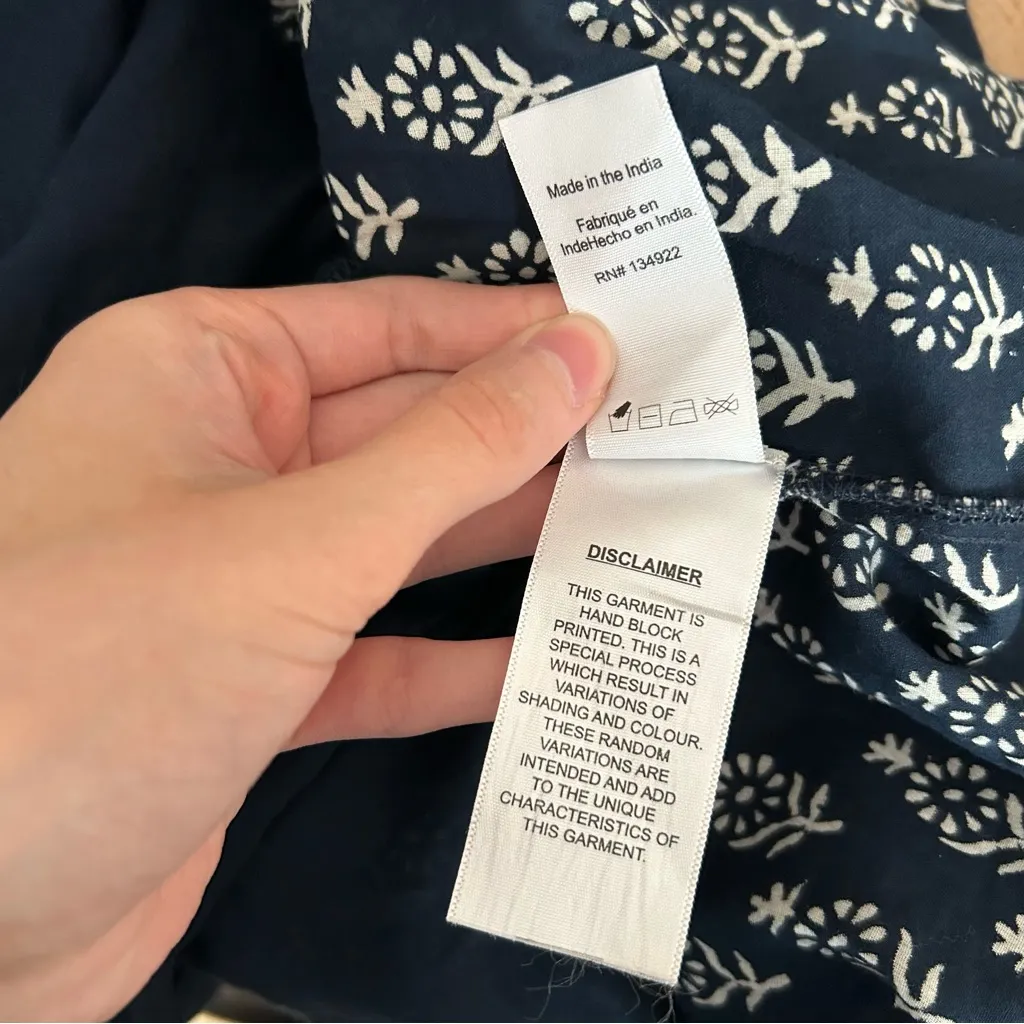 Made in the India
Fabriqué en
IndeHecho en India.
RN# 134922
DISCLAIMER
THIS GARMENT IS
HAND BLOCK
PRINTED. THIS IS A
SPECIAL PROCESS
WHICH RESULT IN
VARIATIONS OF
SHADING AND COLOUR.
THESE RANDOM
VARIATIONS ARE
INTENDED AND ADD
TO THE UNIQUE
CHARACTERISTICS OF
THIS GARMENT.